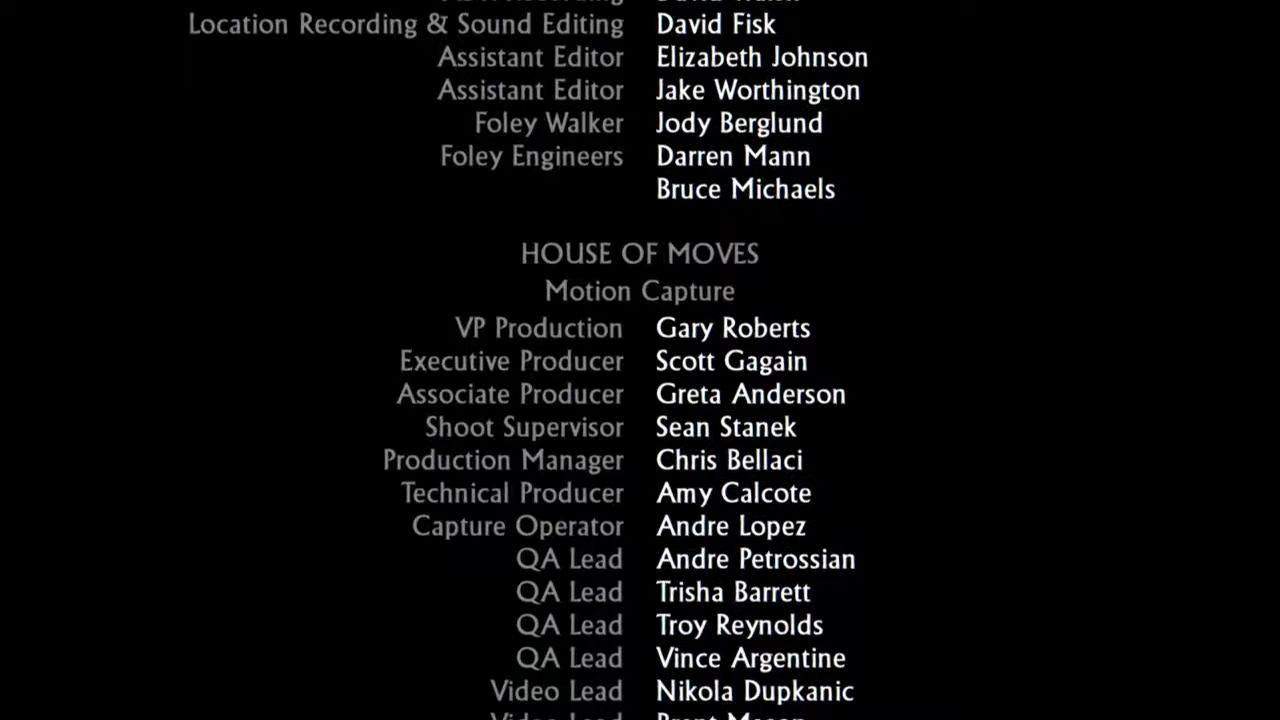 Location Recording & Sound Editing David Fisk
Assistant Editor Elizabeth Johnson
Assistant Editor Jake Worthington
Foley Walker Jody Berglund
Foley Engineers Darren Mann
Bruce Michaels
HOUSE OF MOVES
Motion Capture
VP Production Gary Roberts
Executive Producer Scott Gagain
Associate Producer Greta Anderson
Shoot Supervisor Sean Stanek
Production Manager Chris Bellaci
Technical Producer Amy Calcote
Capture Operator Andre Lopez
QA Lead Andre Petrossian
QA Lead Trisha Barrett
QA Lead Troy Reynolds
QA Lead Vince Argentine
Video Lead Nikola Dupkanic
Video Lead